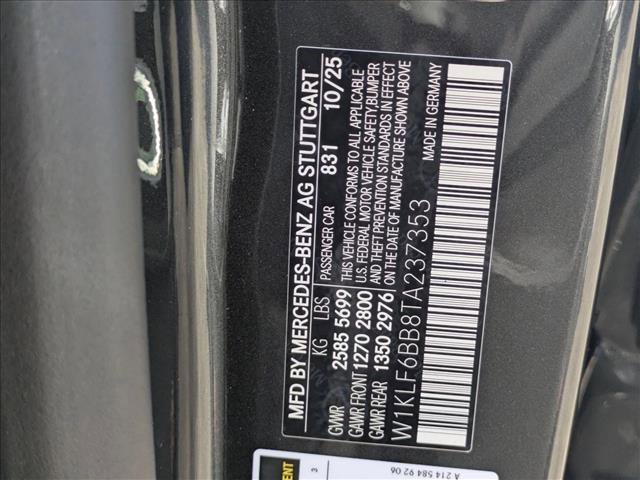 MFD BY MERCEDES-BENZ AG STUTTGART
KG LBS PASSENGER CAR 831 10/25
GVWR 2585 5699
GAWR FRONT 1270 2800
GAWR REAR 1350 2976
THIS VEHICLE CONFORMS TO ALL APPLICABLE
U.S. FEDERAL MOTOR VEHICLE SAFETY,BUMPER
AND THEFT PREVENTION STANDARDS IN EFFECT
ON THE DATE OF MANUFACTURE SHOWN ABOVE
W1KLF6BB8TA237353 MADE IN GERMANY
A 214 584 92 06
3